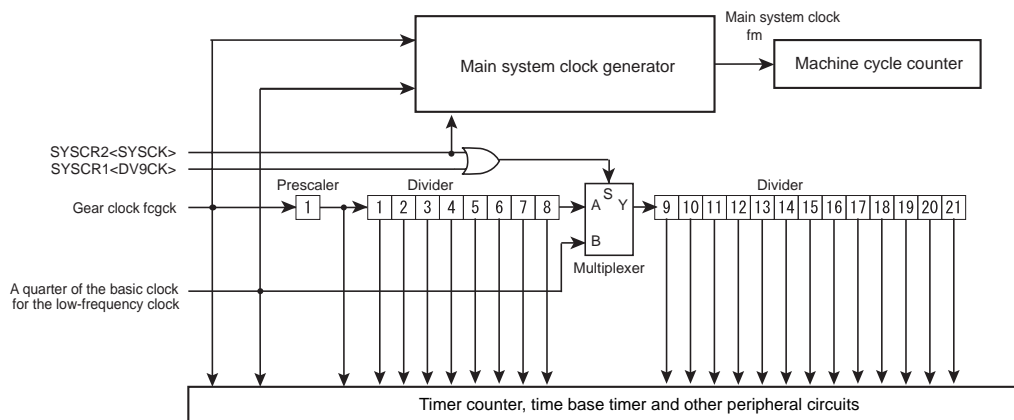 Main system clock
fm
Main system clock generator
Machine cycle counter
SYSCR2<SYSCK>
SYSCR1<DV9CK>
Prescaler
Divider
S
Divider
Gear clock fcgck
1
1 2 3 4 5 6 7 8
A
Y
9 10 11 12 13 14 15 16 17 18 19 20 21
B
Multiplexer
A quarter of the basic clock
for the low-frequency clock
Timer counter, time base timer and other peripheral circuits